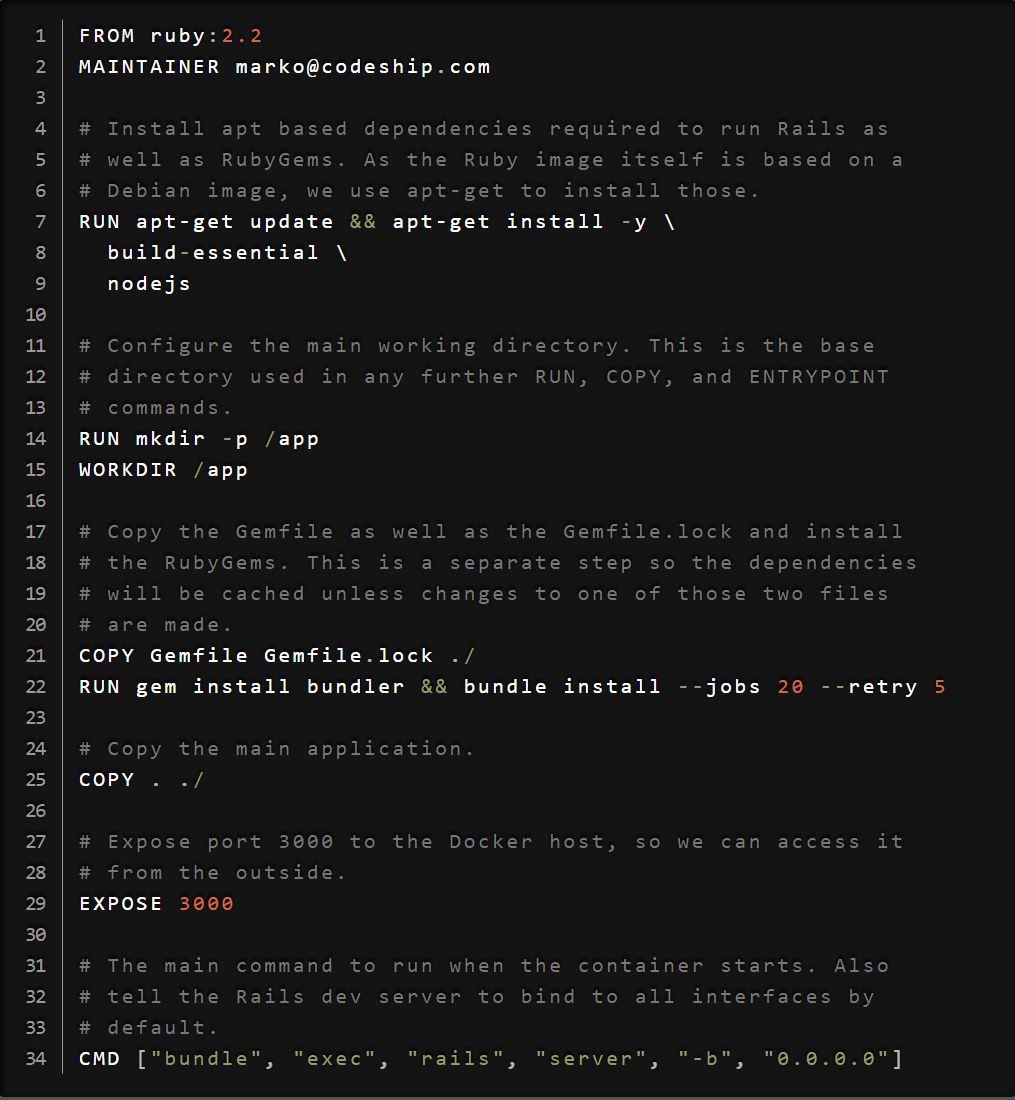 1 FROM ruby:2.2
2 MAINTAINER marko@codeship.com
3
4 # Install apt based dependencies required to run Rails as
5 # well as RubyGems. As the Ruby image itself is based on a
6 # Debian image, we use apt-get to install those.
7 RUN apt-get update && apt-get install -y \
8   build-essential \
9   nodejs
10
11 # Configure the main working directory. This is the base
12 # directory used in any further RUN, COPY, and ENTRYPOINT
13 # commands.
14 RUN mkdir -p /app
15 WORKDIR /app
16
17 # Copy the Gemfile as well as the Gemfile.lock and install
18 # the RubyGems. This is a separate step so the dependencies
19 # will be cached unless changes to one of those two files
20 # are made.
21 COPY Gemfile Gemfile.lock ./
22 RUN gem install bundler && bundle install --jobs 20 --retry 5
23
24 # Copy the main application.
25 COPY . ./
26
27 # Expose port 3000 to the Docker host, so we can access it
28 # from the outside.
29 EXPOSE 3000
30
31 # The main command to run when the container starts. Also
32 # tell the Rails dev server to bind to all interfaces by
33 # default.
34 CMD ["bundle", "exec", "rails", "server", "-b", "0.0.0.0"]